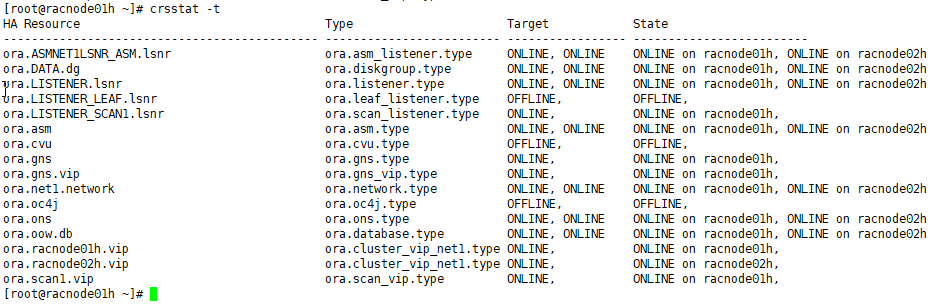 [root@racnode01h ~]# crsstat -t
HA Resource                                   Type                      Target             State
----------------------------------------- ------------------------- ----------------- -------------------------
ora.ASMNET1LSNR_ASM.lsnr                      ora.asm_listener.type     ONLINE, ONLINE     ONLINE on racnode01h, ONLINE on racnode02h
ora.DATA.dg                                   ora.diskgroup.type        ONLINE, ONLINE     ONLINE on racnode01h, ONLINE on racnode02h
ora.LISTENER.lsnr                             ora.listener.type         ONLINE, ONLINE     ONLINE on racnode01h, ONLINE on racnode02h
ora.LISTENER_LEAF.lsnr                        ora.leaf_listener.type    OFFLINE,           OFFLINE,
ora.LISTENER_SCAN1.lsnr                       ora.scan_listener.type    ONLINE,            ONLINE on racnode01h,
ora.asm                                       ora.asm.type              ONLINE, ONLINE     ONLINE on racnode01h, ONLINE on racnode02h
ora.cvu                                       ora.cvu.type              OFFLINE,           OFFLINE,
ora.gns                                       ora.gns.type              ONLINE,            ONLINE on racnode01h,
ora.gns.vip                                   ora.gns_vip.type          ONLINE,            ONLINE on racnode01h,
ora.net1.network                              ora.network.type          ONLINE, ONLINE     ONLINE on racnode01h, ONLINE on racnode02h
ora.oc4j                                      ora.oc4j.type             OFFLINE,           OFFLINE,
ora.ons                                       ora.ons.type              ONLINE, ONLINE     ONLINE on racnode01h, ONLINE on racnode02h
ora.oow.db                                    ora.database.type         ONLINE, ONLINE     ONLINE on racnode01h, ONLINE on racnode02h
ora.racnode01h.vip                            ora.cluster_vip_net1.type ONLINE,            ONLINE on racnode01h,
ora.racnode02h.vip                            ora.cluster_vip_net1.type ONLINE,            ONLINE on racnode02h,
ora.scan1.vip                                 ora.scan_vip.type         ONLINE,            ONLINE on racnode01h,
[root@racnode01h ~]#